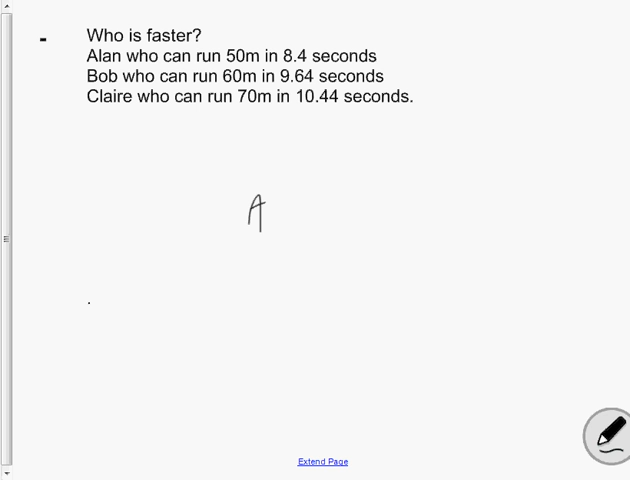 - Who is faster?
Alan who can run 50m in 8.4 seconds
Bob who can run 60m in 9.64 seconds
Claire who can run 70m in 10.44 seconds.
A
.
Extend Page